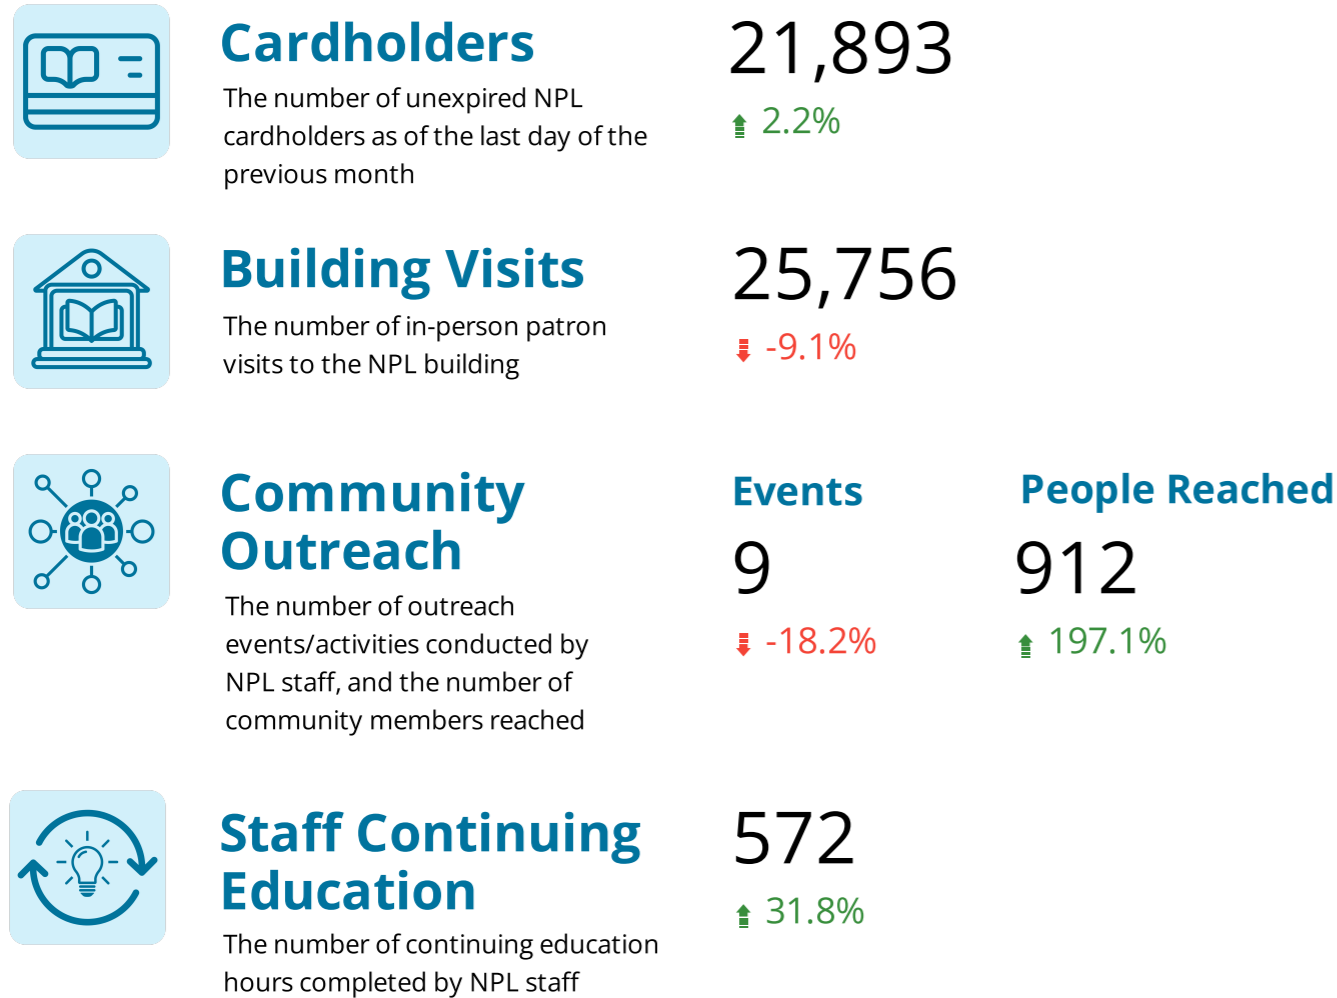 Cardholders
The number of unexpired NPL
cardholders as of the last day of the
previous month
21,893
2.2%
Building Visits
The number of in-person patron
visits to the NPL building
25,756
-9.1%
Community
Outreach
The number of outreach
events/activities conducted by
NPL staff, and the number of
community members reached
Events
9
-18.2%
People Reached
912
197.1%
Staff Continuing
Education
The number of continuing education
hours completed by NPL staff
572
31.8%